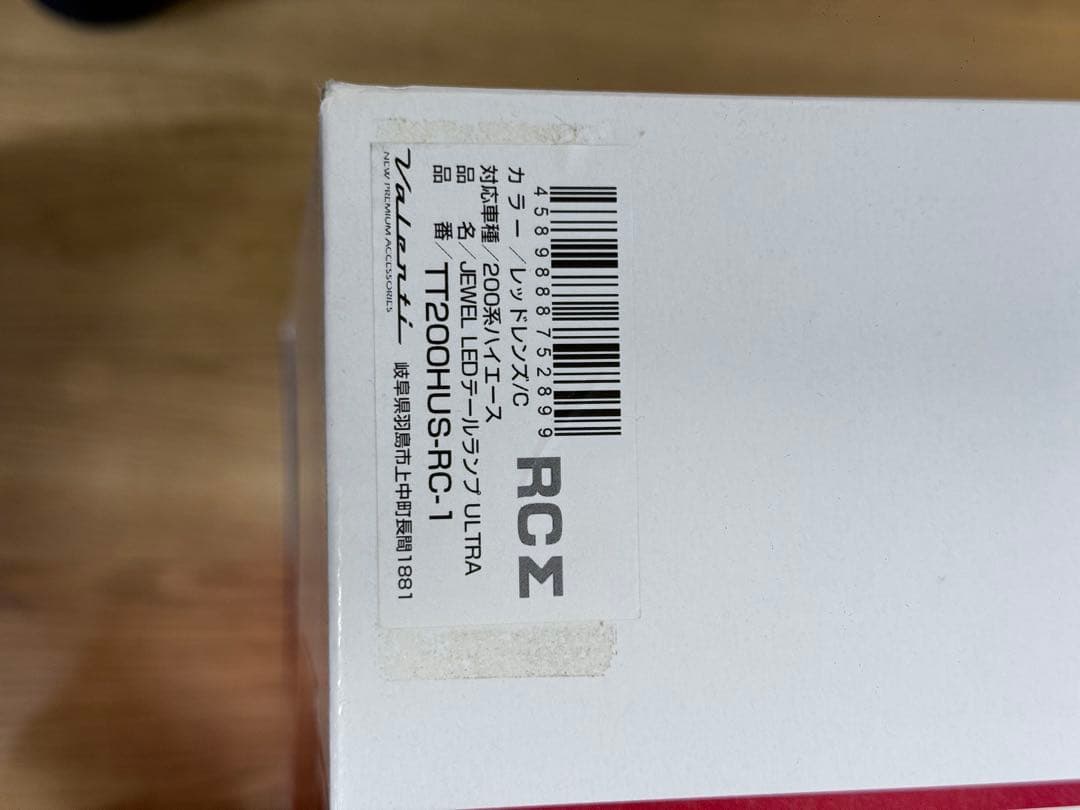 4589888752899
カラー/レッドレンズ/C
対応車種/200系ハイエース
品　名/JEWEL LEDテールランプ ULTRA
品　番/TT200HUS-RC-1
RCΣ
Valenti
NEW PREMIUM ACCESSORIES
岐阜県羽島市上中町長間1881